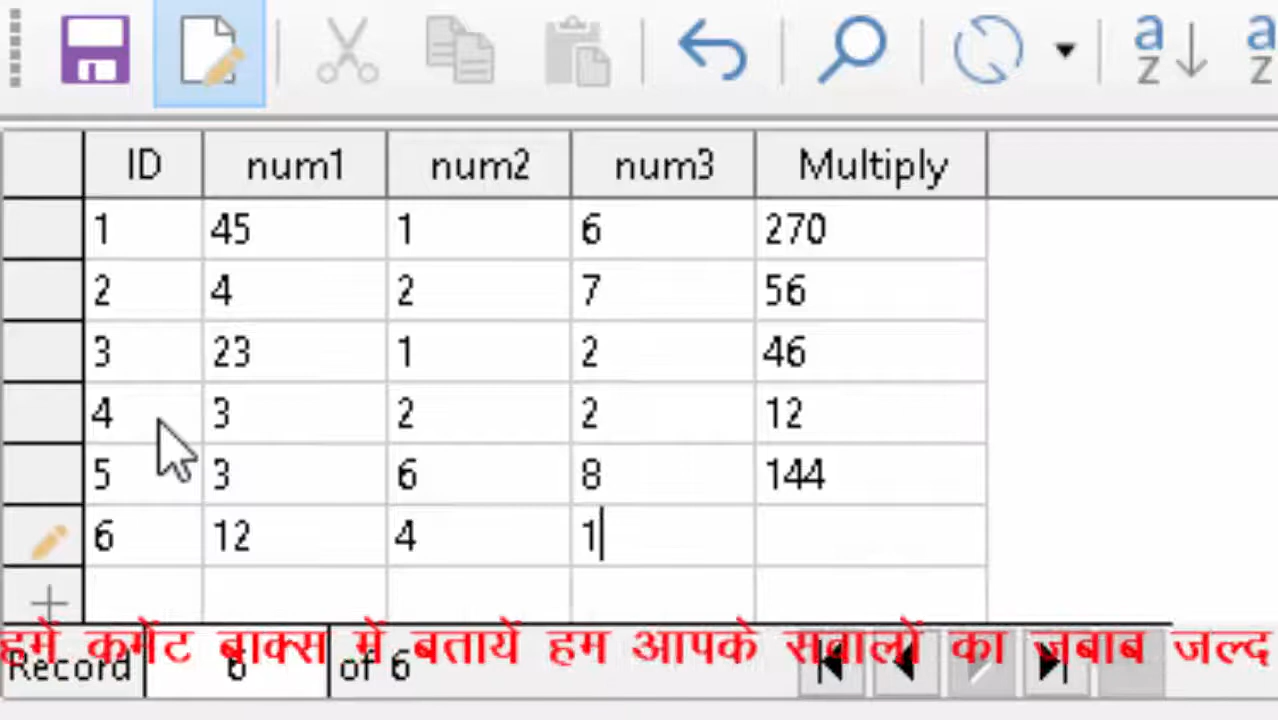 a z a z
ID num1 num2 num3 Multiply
1 45 1 6 270
2 4 2 7 56
3 23 1 2 46
4 3 2 2 12
5 3 6 8 144
6 12 4 1
हमें कमेंट बाक्स में बतायें हम आपके सवालों का जबाब जल्द
Record 6 of 6